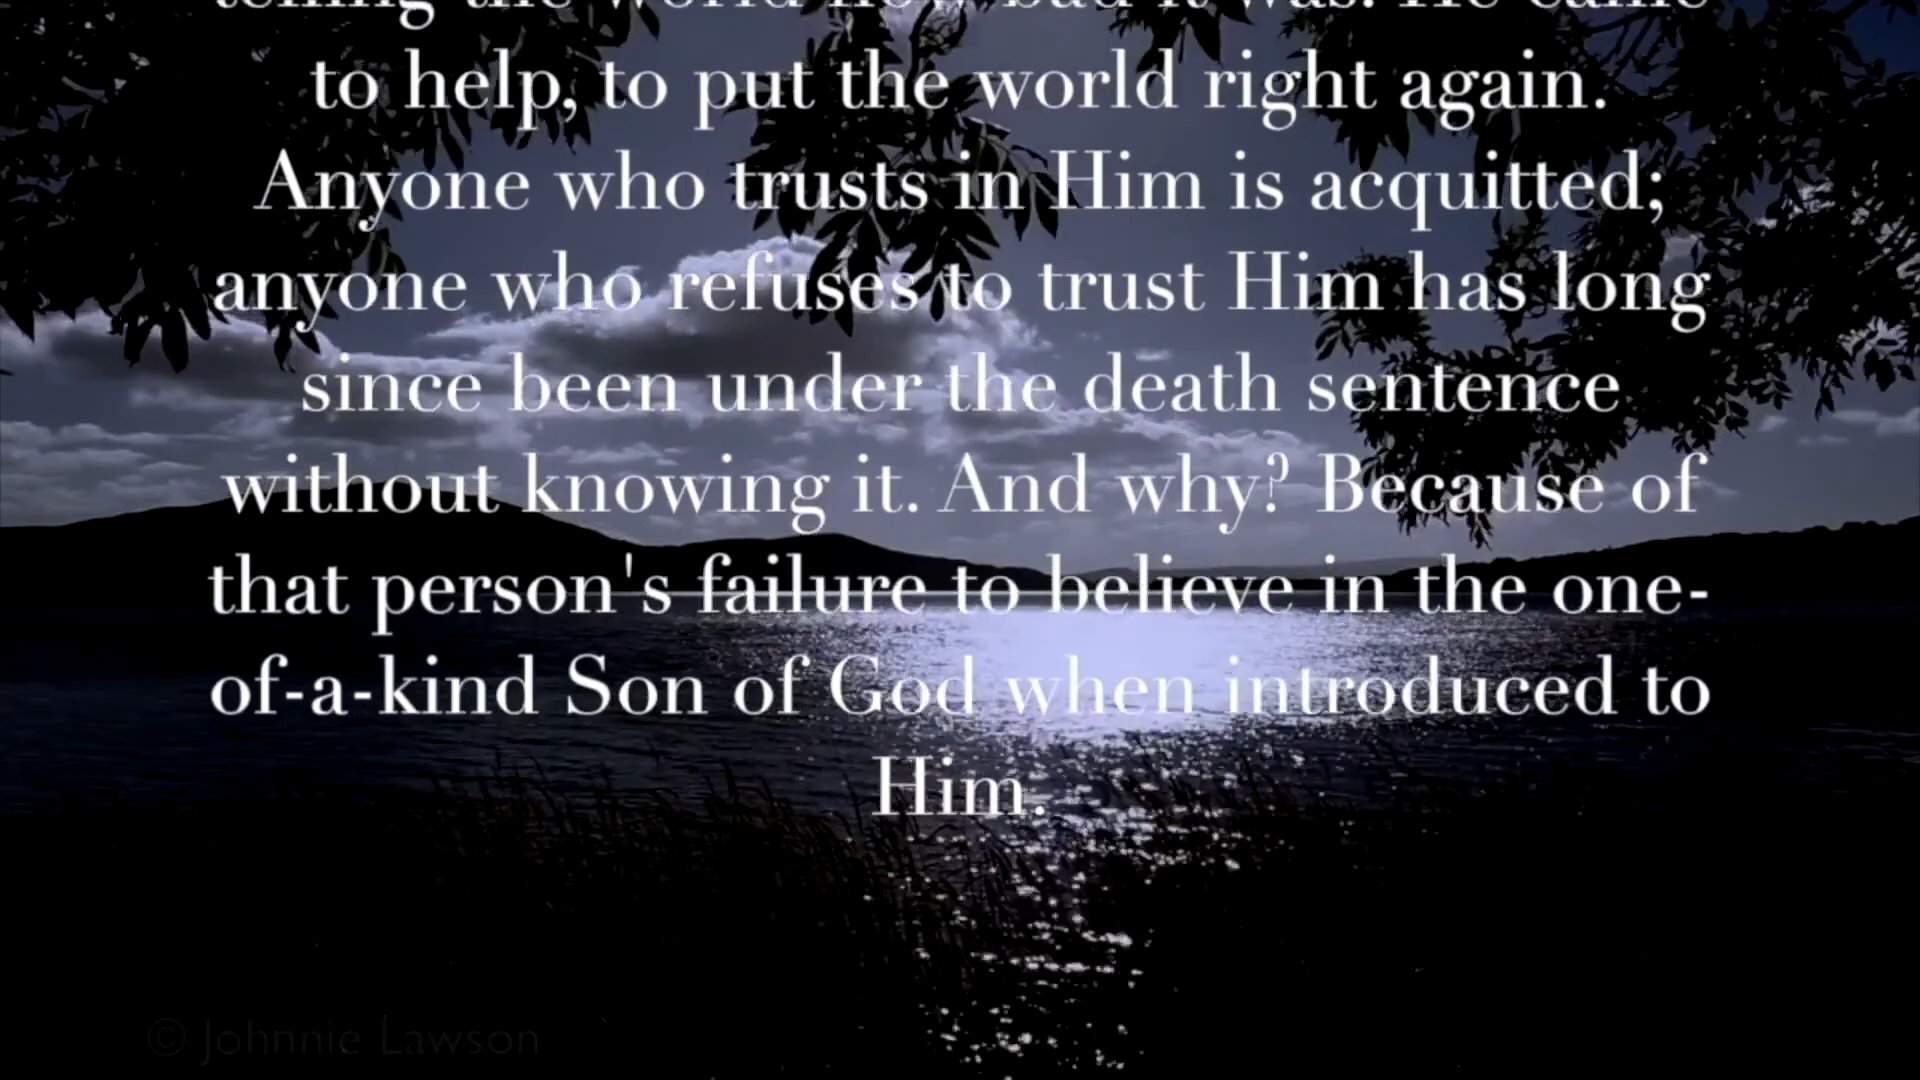 telling the world how bad it was. He came
to help, to put the world right again.
Anyone who trusts in Him is acquitted;
anyone who refuses to trust Him has long
since been under the death sentence
without knowing it. And why? Because of
that person's failure to believe in the one-
of-a-kind Son of God when introduced to
Him.
© Johnnie Lawson